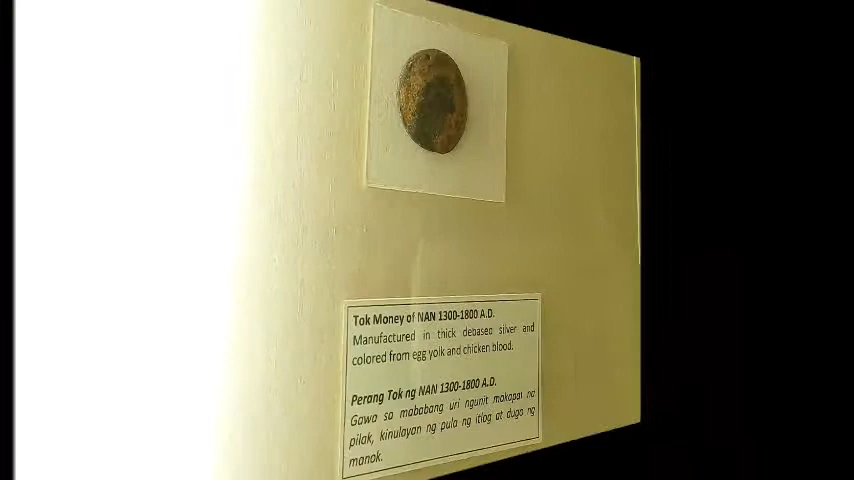 Tok Money of NAN 1300-1800 A.D.
Manufactured in thick debased silver and
colored from egg yolk and chicken blood.
Perang Tok ng NAN 1300-1800 A.D.
Gawa sa mababang uri ngunit makapal na
pilak, kinulayan ng pula ng itlog at dugo ng
manok.